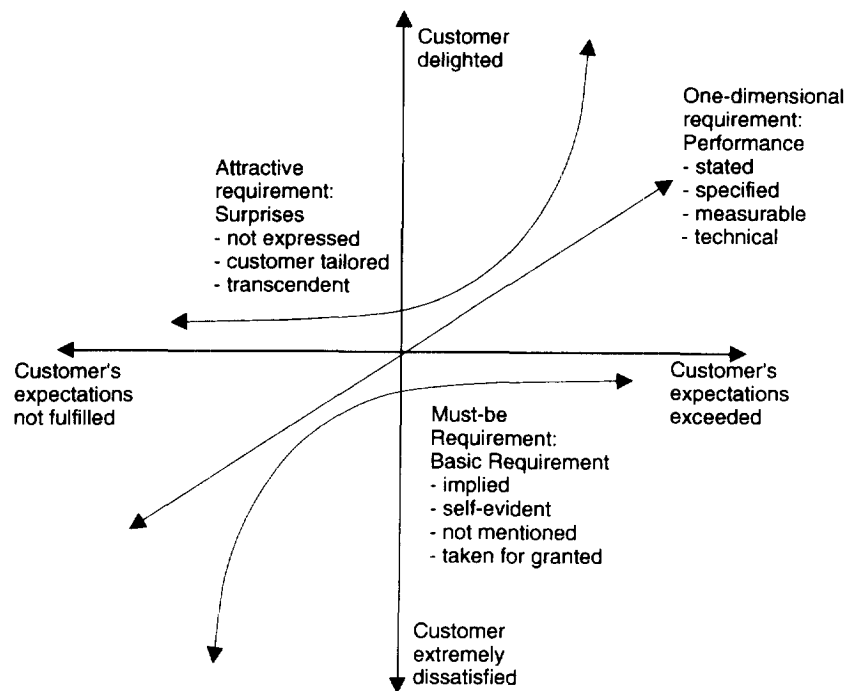 Customer
delighted
One-dimensional
requirement:
Performance
- stated
- specified
- measurable
- technical
Attractive
requirement:
Surprises
- not expressed
- customer tailored
- transcendent
Customer's
expectations
not fulfilled
Customer's
expectations
exceeded
Must-be
Requirement:
Basic Requirement
- implied
- self-evident
- not mentioned
- taken for granted
Customer
extremely
dissatisfied